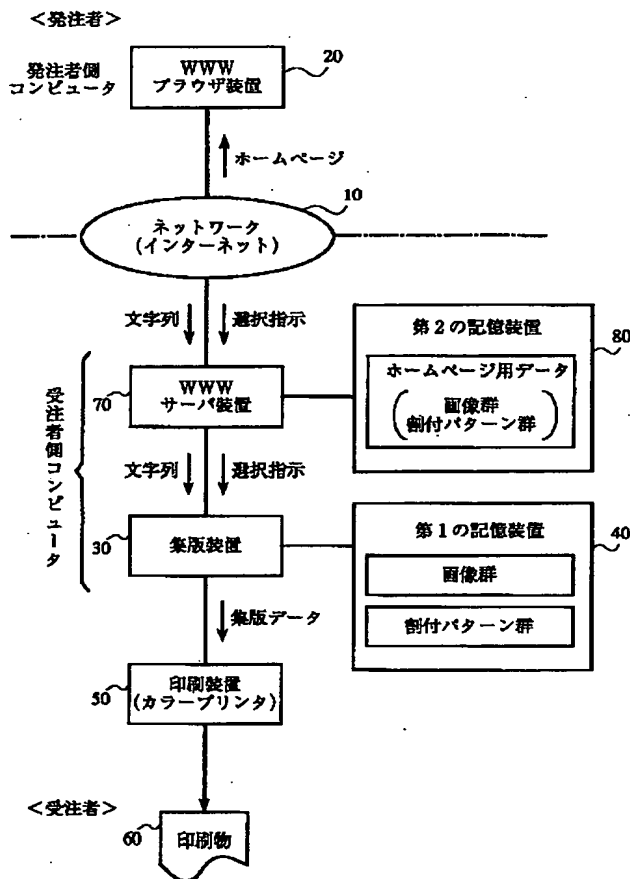 <発注者>
発注者側
コンピュータ
WWW
ブラウザ装置
20
ホームページ
10
ネットワーク
(インターネット)
文字列
選択指示
第2の記憶装置
80
ホームページ用データ
画像群
割付パターン群
70
WWW
サーバ装置
受注者側コンピュータ
文字列
選択指示
第1の記憶装置
40
画像群
割付パターン群
30
集版装置
集版データ
50
印刷装置
(カラープリンタ)
<受注者>
60
印刷物